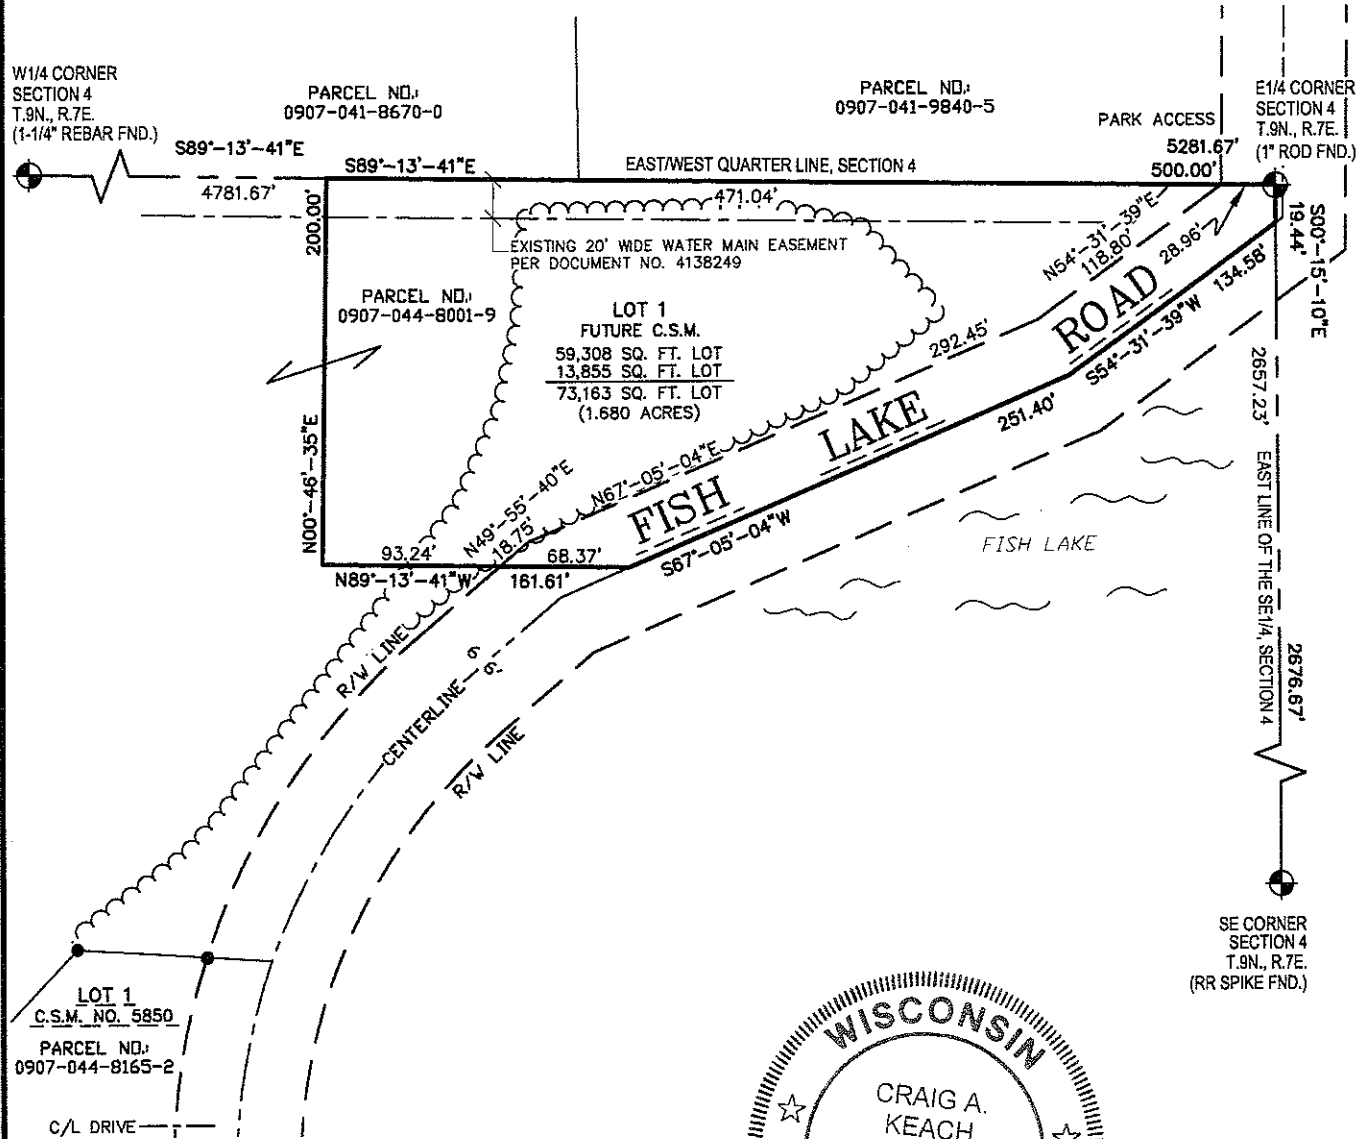 W1/4 CORNER
SECTION 4
T.9N., R.7E.
(1-1/4" REBAR FND.)
PARCEL NO.:
0907-041-8670-0
PARCEL NO.:
0907-041-9840-5
PARK ACCESS
E1/4 CORNER
SECTION 4
T.9N., R.7E.
(1" ROD FND.)
S89°-13'-41"E
4781.67'
S89°-13'-41"E
EAST/WEST QUARTER LINE, SECTION 4
5281.67'
500.00'
471.04'
200.00'
N00°-46'-35"E
EXISTING 20' WIDE WATER MAIN EASEMENT
PER DOCUMENT NO. 4138249
PARCEL NO.:
0907-044-8001-9
LOT 1
FUTURE C.S.M.
59,308 SQ. FT. LOT
13,855 SQ. FT. LOT
73,163 SQ. FT. LOT
(1.680 ACRES)
N54°-31'-39"E
118.80'
28.96'
S00°-15'-10"E
19.44'
134.58'
S54°-31'-39"W
292.45'
251.40'
FISH LAKE ROAD
N67°-05'-04"E
S67°-05'-04"W
N49°-55'-40"E
18.75'
93.24'
68.37'
N89°-13'-41"W
161.61'
FISH LAKE
2657.23'
EAST LINE OF THE SE1/4, SECTION 4
2676.67'
R/W LINE
CENTERLINE
6'
6'
R/W LINE
SE CORNER
SECTION 4
T.9N., R.7E.
(RR SPIKE FND.)
LOT 1
C.S.M. NO. 5850
PARCEL NO.:
0907-044-8165-2
C/L DRIVE
WISCONSIN
CRAIG A.
KEACH